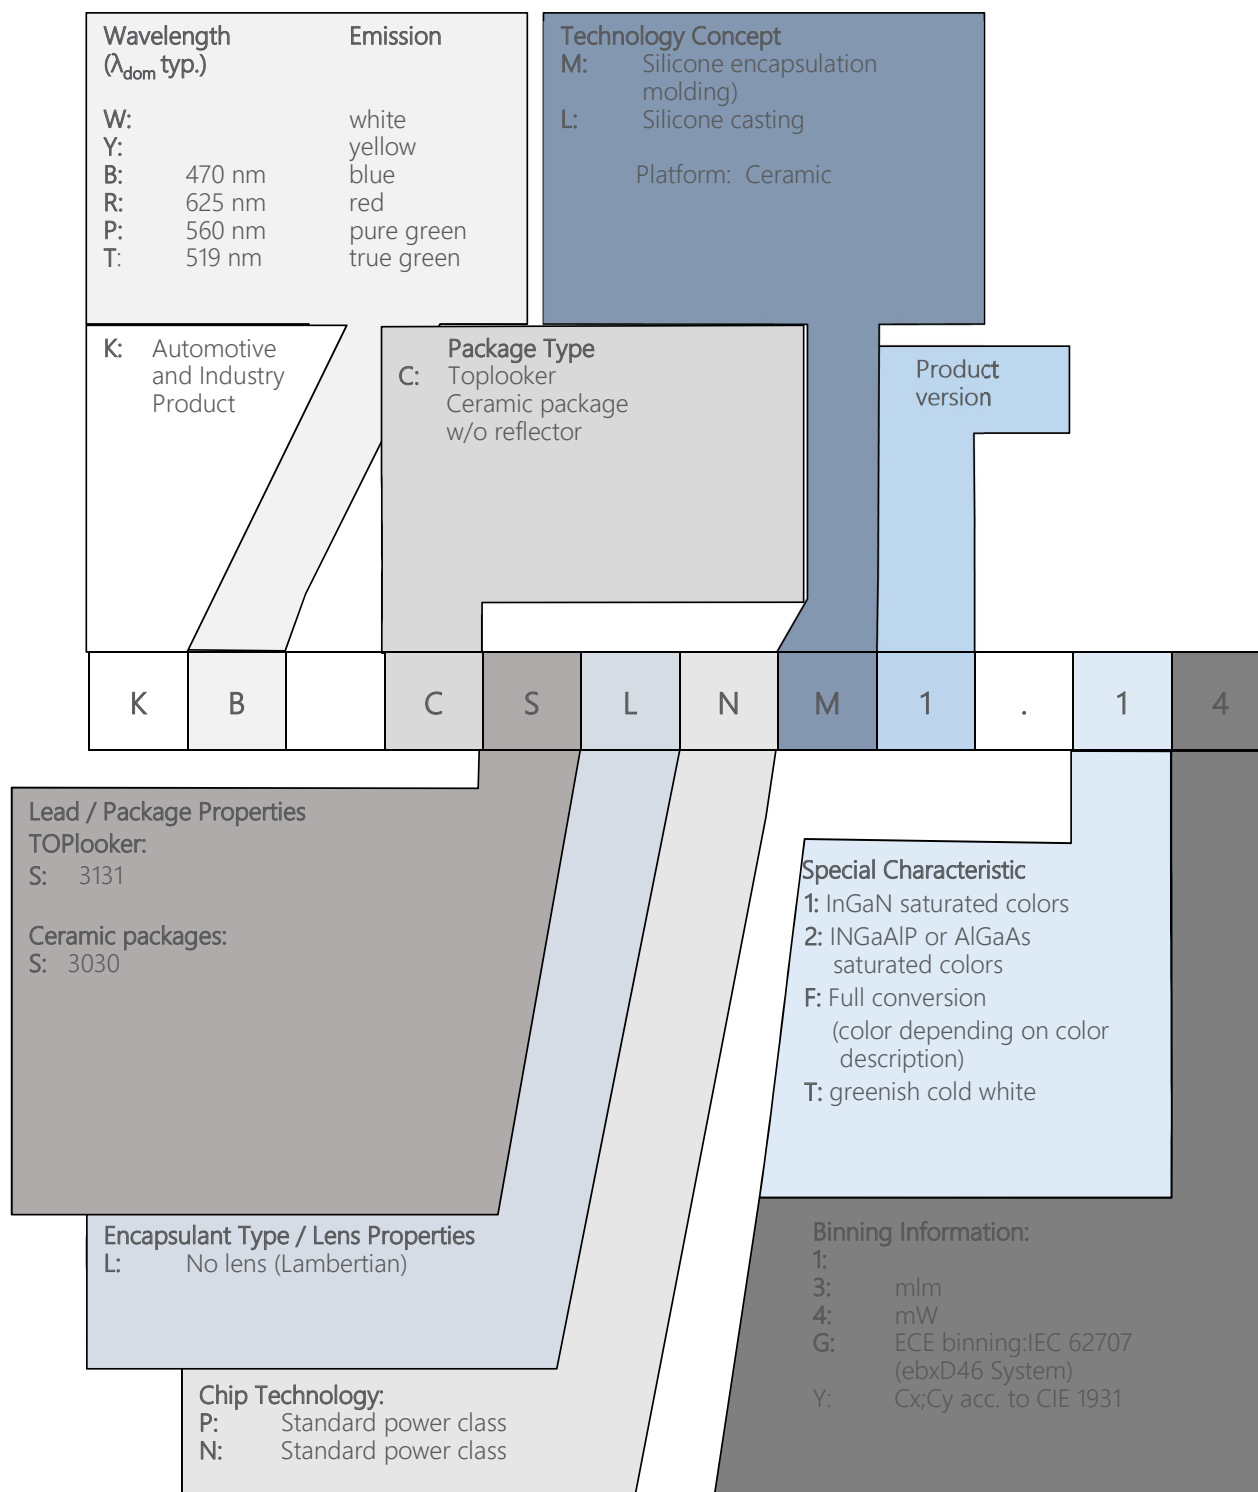 Wavelength Emission
(λdom typ.)
W: white
Y: yellow
B: 470 nm blue
R: 625 nm red
P: 560 nm pure green
T: 519 nm true green
Technology Concept
M: Silicone encapsulation
molding)
L: Silicone casting
Platform: Ceramic
K: Automotive
and Industry
Product
Package Type
C: Toplooker
Ceramic package
w/o reflector
Product
version
K B C S L N M 1 . 1 4
Lead / Package Properties
TOPlooker:
S: 3131
Ceramic packages:
S: 3030
Special Characteristic
1: InGaN saturated colors
2: INGaAlP or AlGaAs
saturated colors
F: Full conversion
(color depending on color
description)
T: greenish cold white
Encapsulant Type / Lens Properties
L: No lens (Lambertian)
Binning Information:
1:
3: mlm
4: mW
G: ECE binning:IEC 62707
(ebxD46 System)
Y: Cx;Cy acc. to CIE 1931
Chip Technology:
P: Standard power class
N: Standard power class